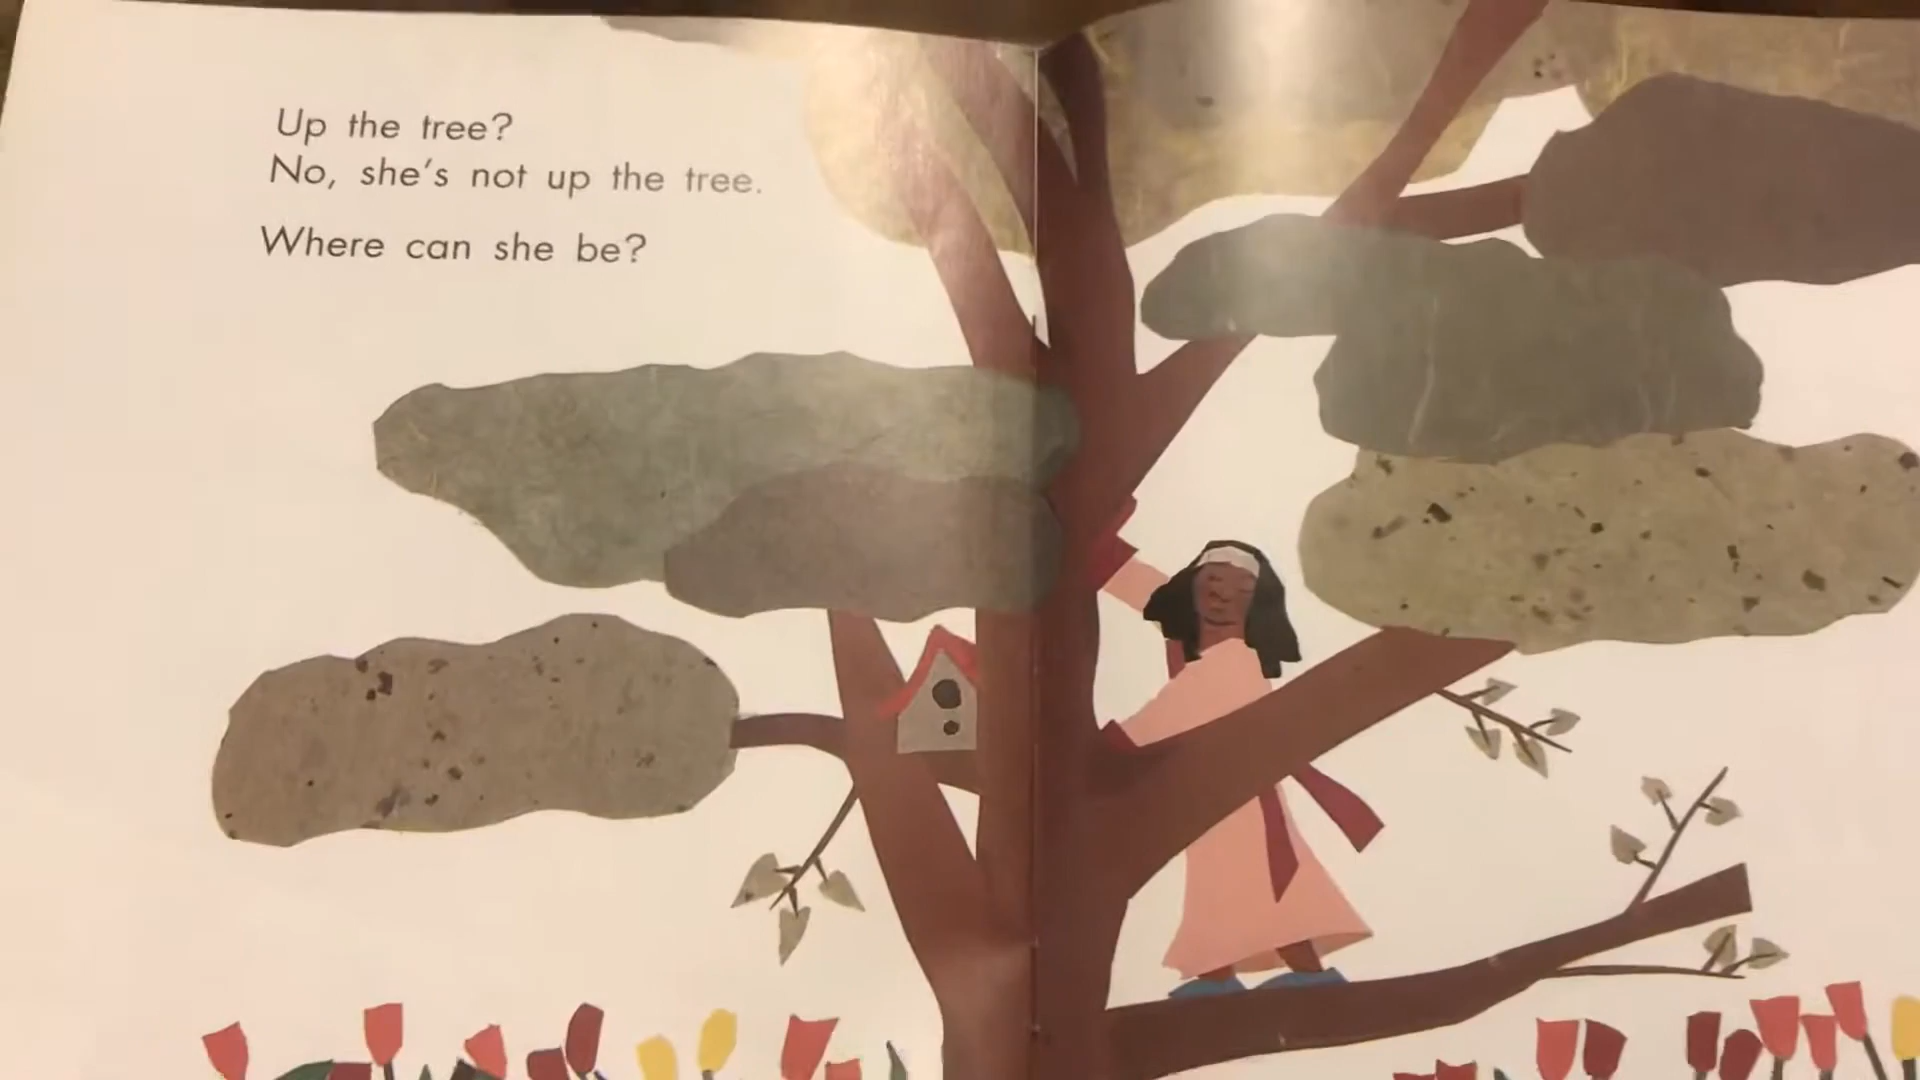 Up the tree?
No, she's not up the tree.
Where can she be?